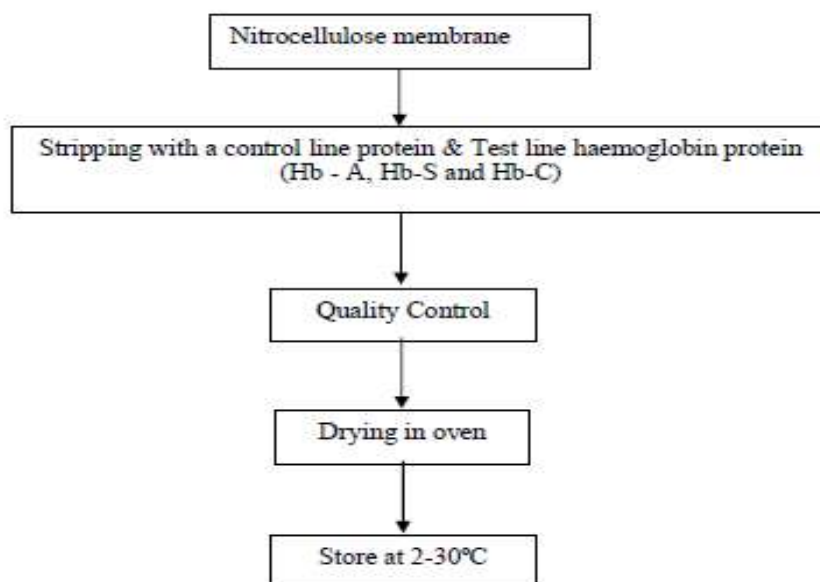 Nitrocellulose membrane
Stripping with a control line protein & Test line haemoglobin protein
(Hb - A, Hb-S and Hb-C)
Quality Control
Drying in oven
Store at 2-30ºC